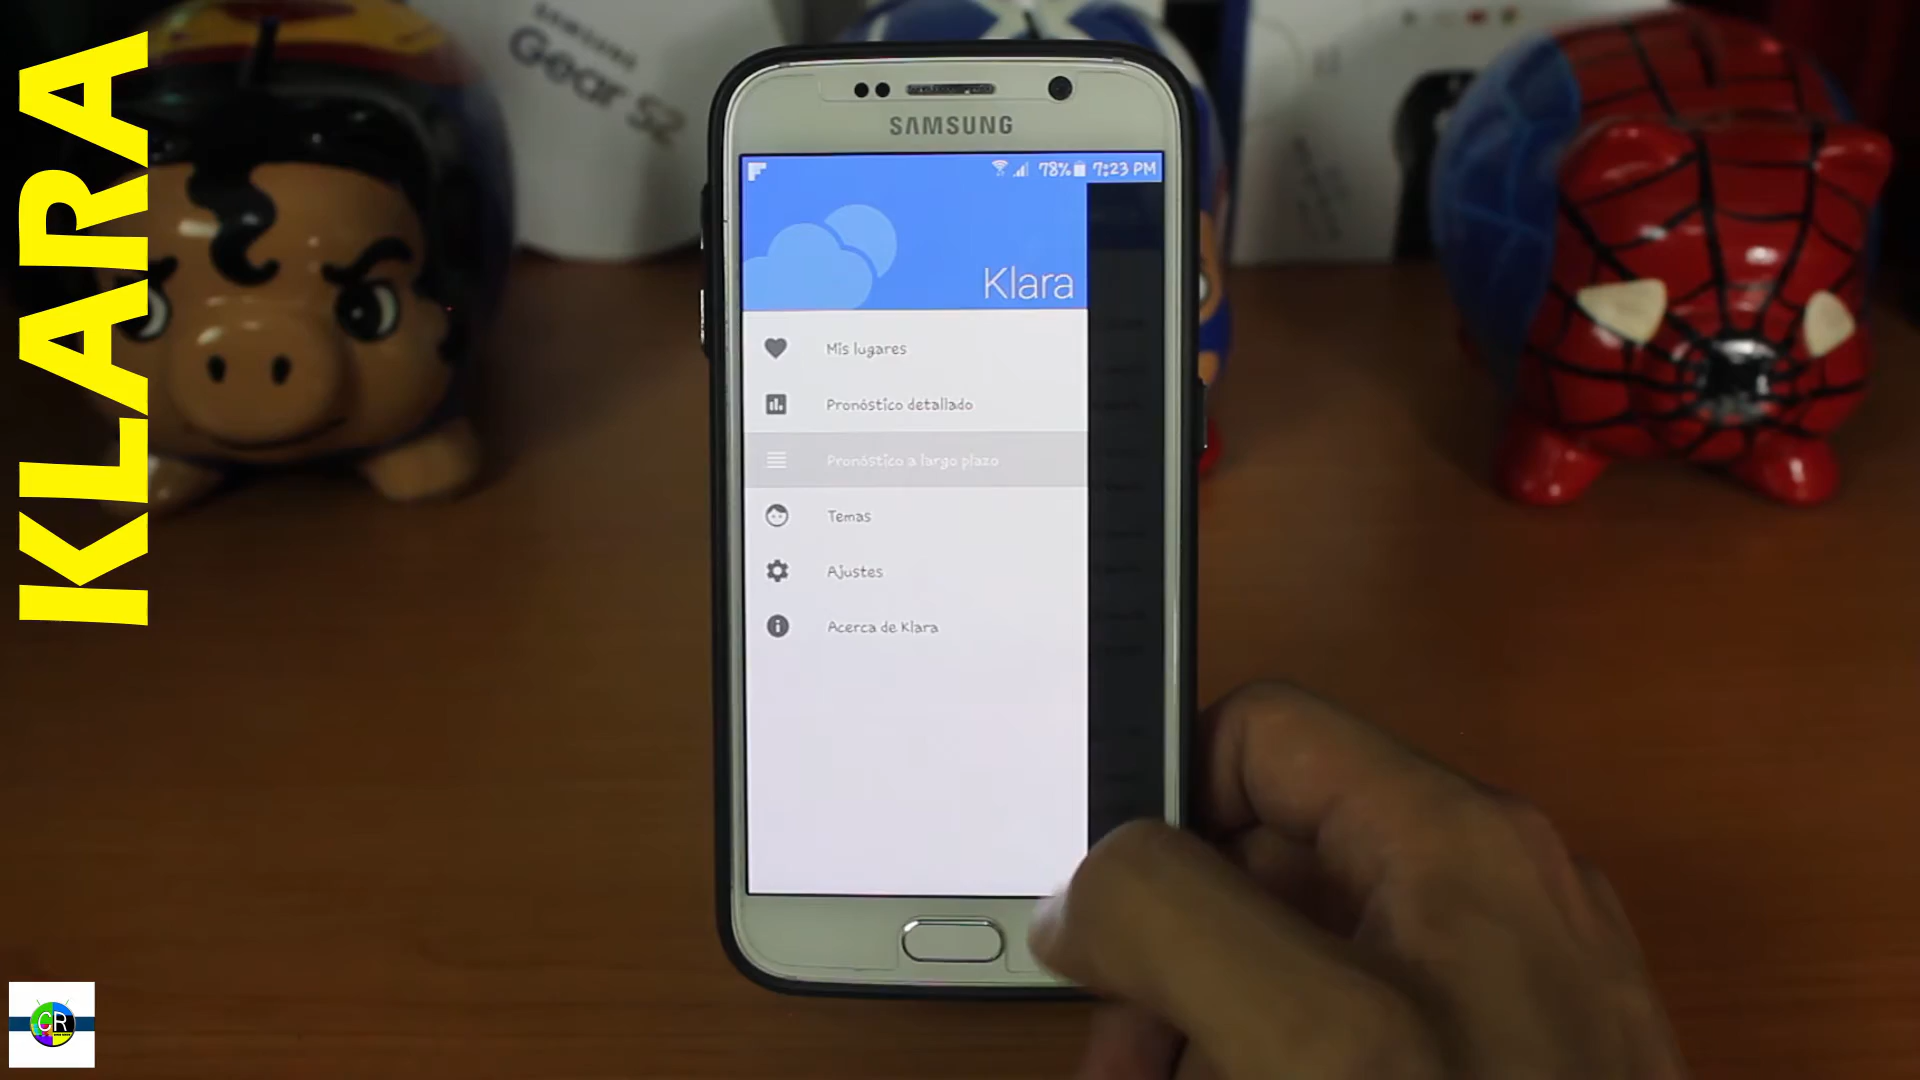 KLARA
SAMSUNG
Gear S2
SAMSUNG
78% 7:23 PM
Klara
Mis lugares
Pronóstico detallado
Pronóstico a largo plazo
Temas
Ajustes
Acerca de Klara
CR